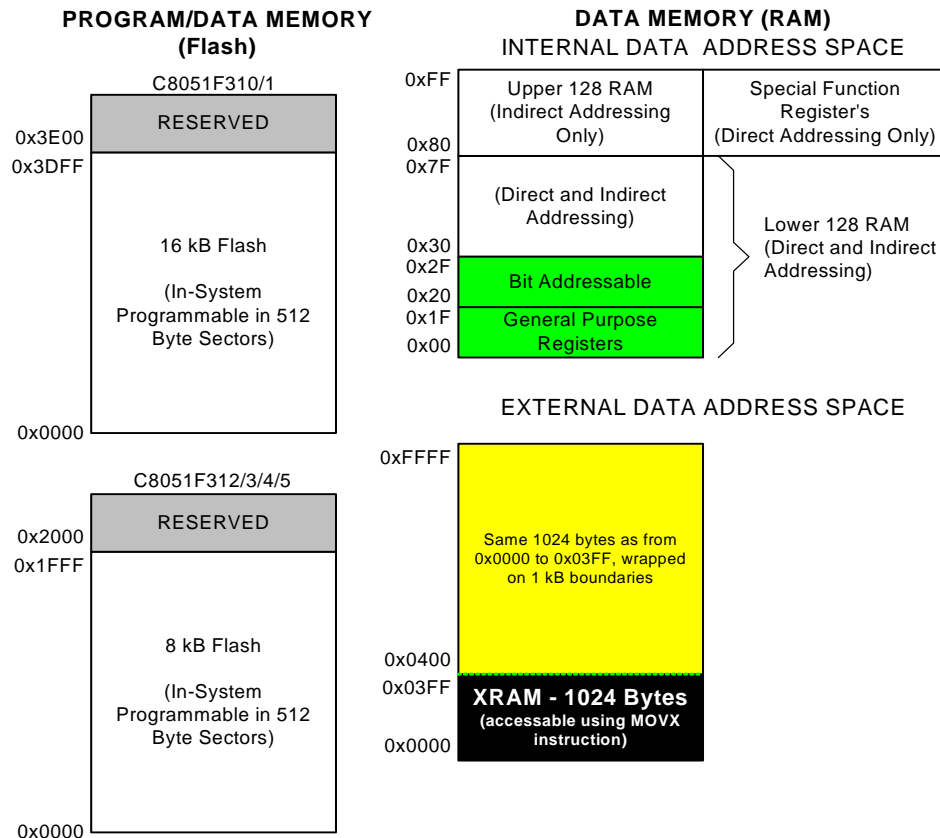 PROGRAM/DATA MEMORY
(Flash)
C8051F310/1
RESERVED
0x3E00
0x3DFF
16 kB Flash
(In-System
Programmable in 512
Byte Sectors)
0x0000
C8051F312/3/4/5
RESERVED
0x2000
0x1FFF
8 kB Flash
(In-System
Programmable in 512
Byte Sectors)
0x0000
DATA MEMORY (RAM)
INTERNAL DATA ADDRESS SPACE
0xFF
Upper 128 RAM
(Indirect Addressing
Only)
Special Function
Register's
(Direct Addressing Only)
0x80
0x7F
(Direct and Indirect
Addressing)
Lower 128 RAM
(Direct and Indirect
Addressing)
0x30
0x2F
Bit Addressable
0x20
0x1F
General Purpose
Registers
0x00
EXTERNAL DATA ADDRESS SPACE
0xFFFF
Same 1024 bytes as from
0x0000 to 0x03FF, wrapped
on 1 kB boundaries
0x0400
0x03FF
XRAM - 1024 Bytes
(accessable using MOVX
instruction)
0x0000